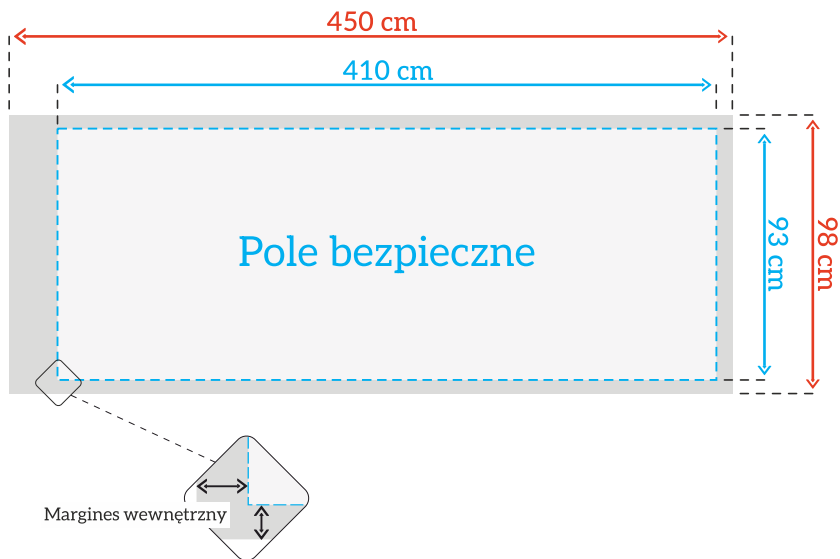 450 cm
410 cm
Pole bezpieczne
93 cm
98 cm
Margines wewnętrzny